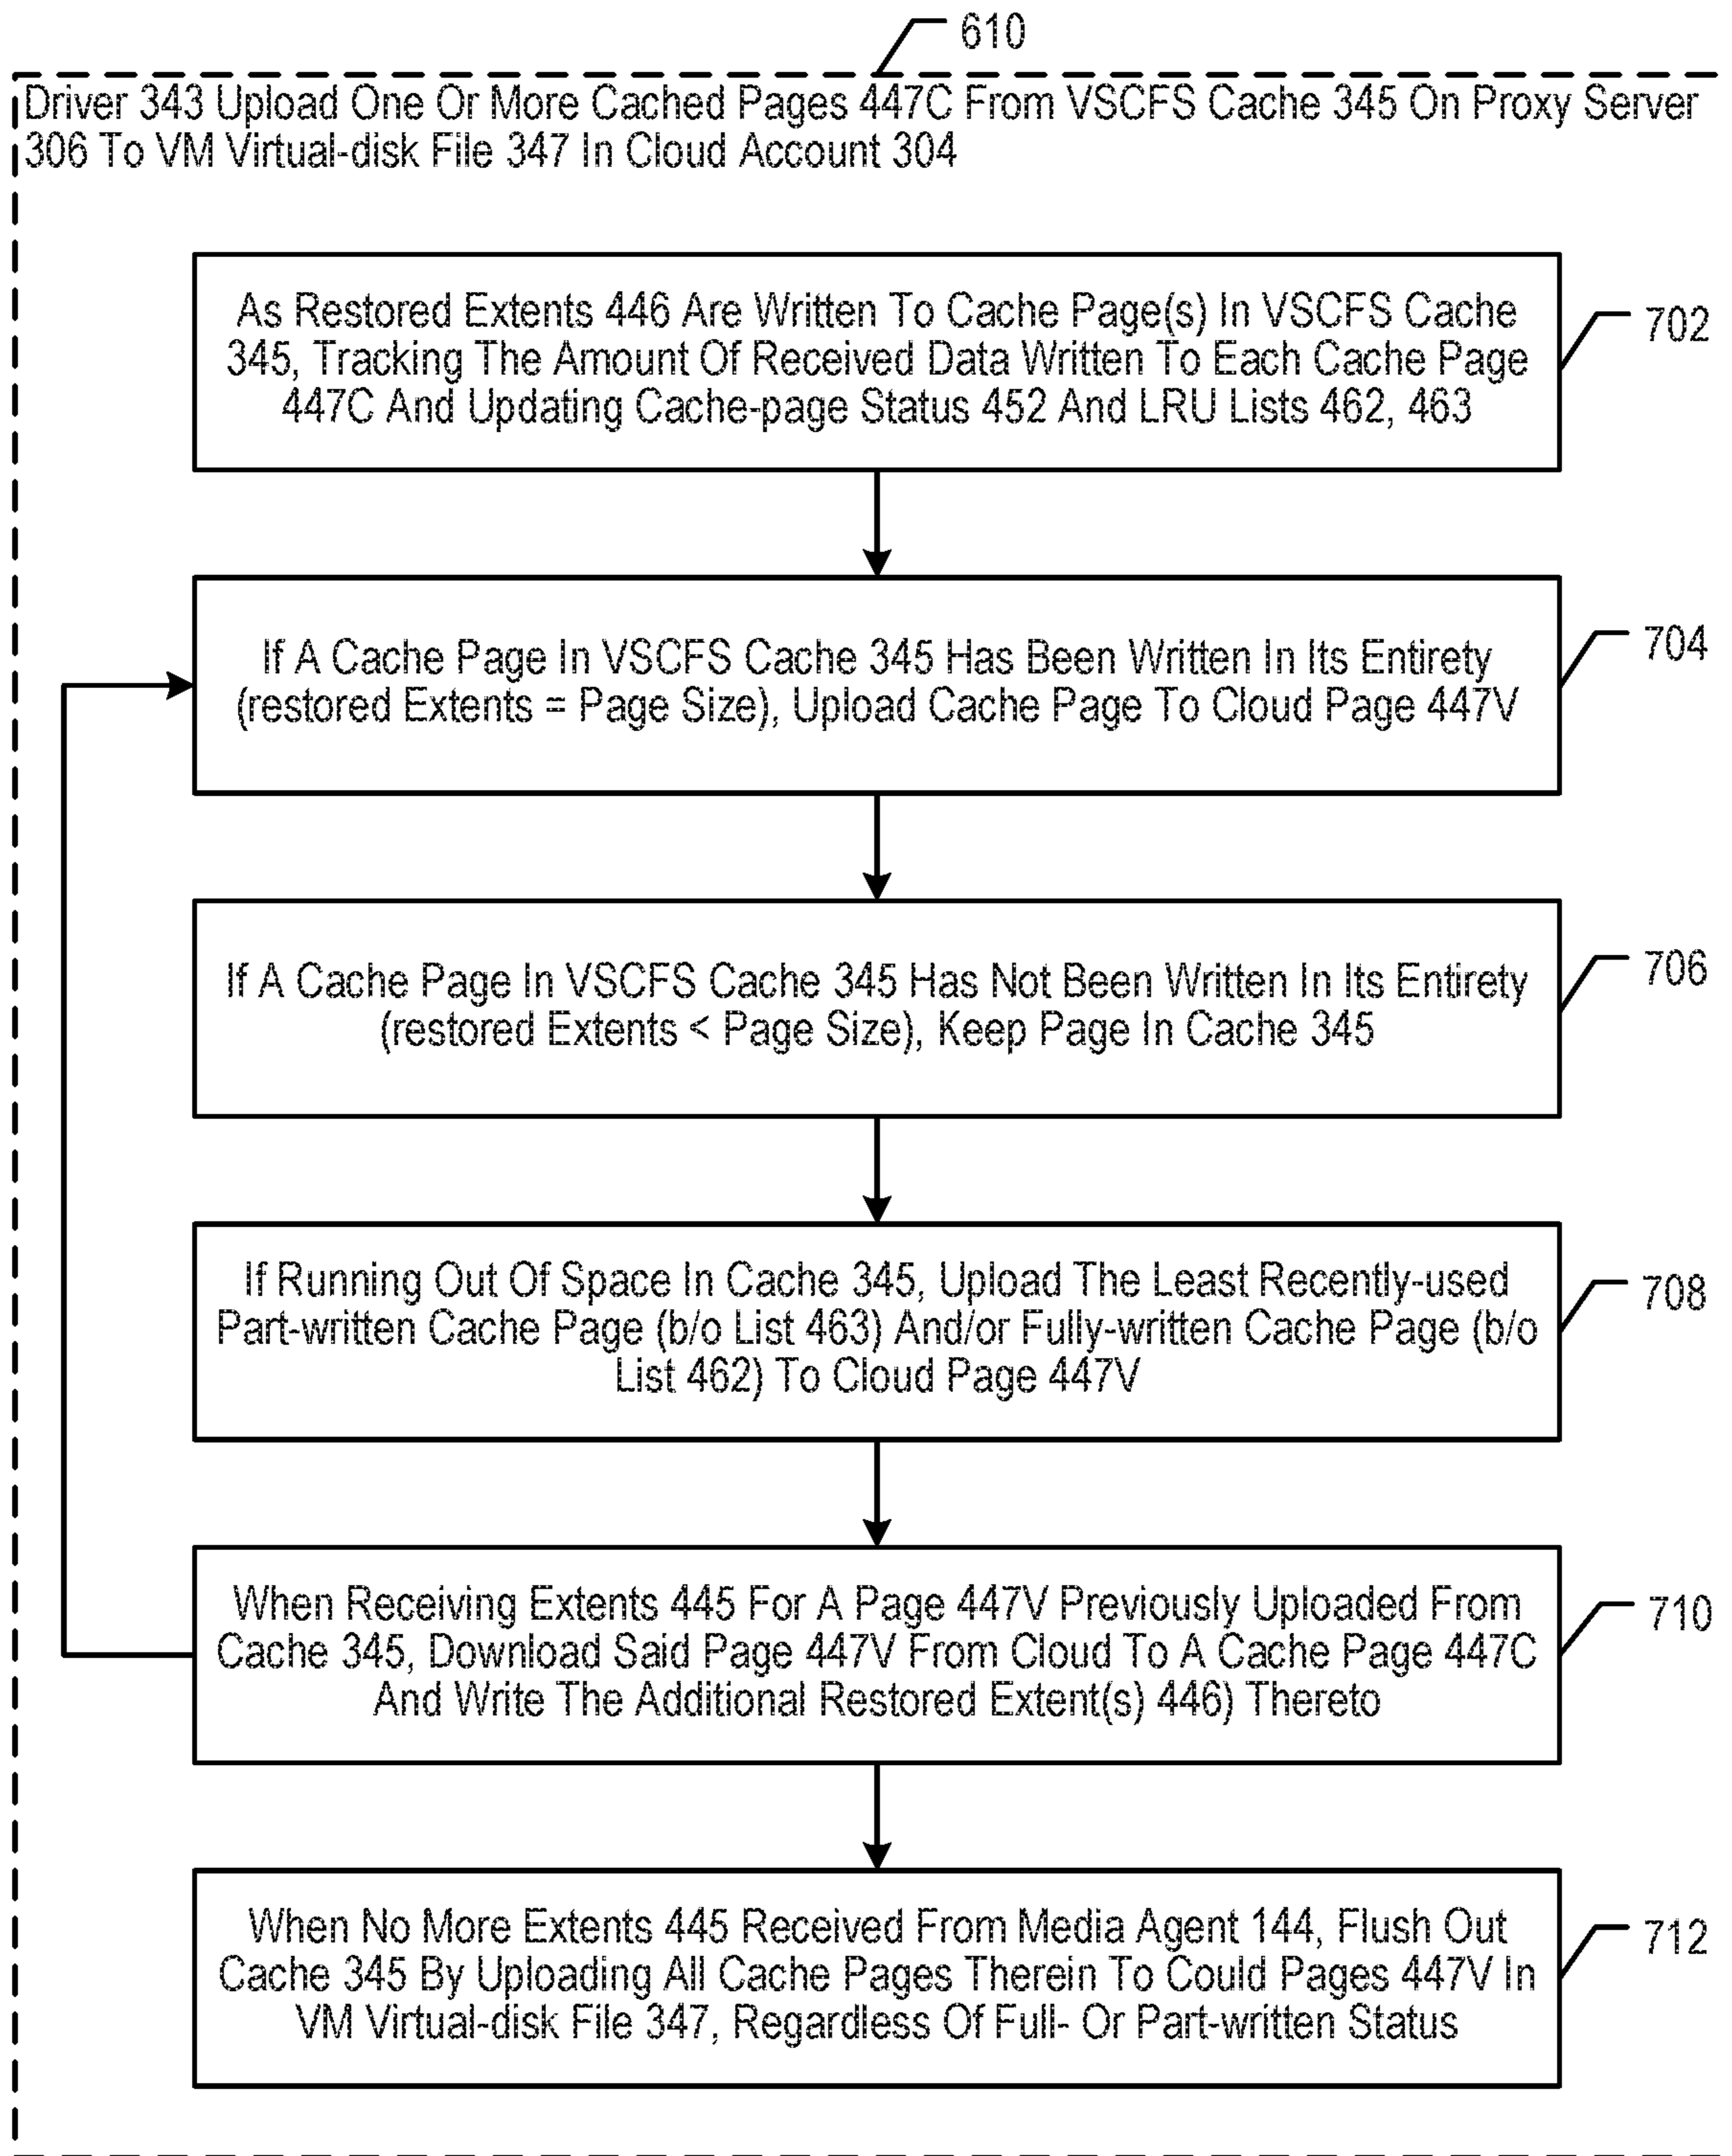 610
Driver 343 Upload One Or More Cached Pages 447C From VSCFS Cache 345 On Proxy Server
306 To VM Virtual-disk File 347 In Cloud Account 304
As Restored Extents 446 Are Written To Cache Page(s) In VSCFS Cache
345, Tracking The Amount Of Received Data Written To Each Cache Page
447C And Updating Cache-page Status 452 And LRU Lists 462, 463
702
If A Cache Page In VSCFS Cache 345 Has Been Written In Its Entirety
(restored Extents = Page Size), Upload Cache Page To Cloud Page 447V
704
If A Cache Page In VSCFS Cache 345 Has Not Been Written In Its Entirety
(restored Extents < Page Size), Keep Page In Cache 345
706
If Running Out Of Space In Cache 345, Upload The Least Recently-used
Part-written Cache Page (b/o List 463) And/or Fully-written Cache Page (b/o
List 462) To Cloud Page 447V
708
When Receiving Extents 445 For A Page 447V Previously Uploaded From
Cache 345, Download Said Page 447V From Cloud To A Cache Page 447C
And Write The Additional Restored Extent(s) 446) Thereto
710
When No More Extents 445 Received From Media Agent 144, Flush Out
Cache 345 By Uploading All Cache Pages Therein To Could Pages 447V In
VM Virtual-disk File 347, Regardless Of Full- Or Part-written Status
712